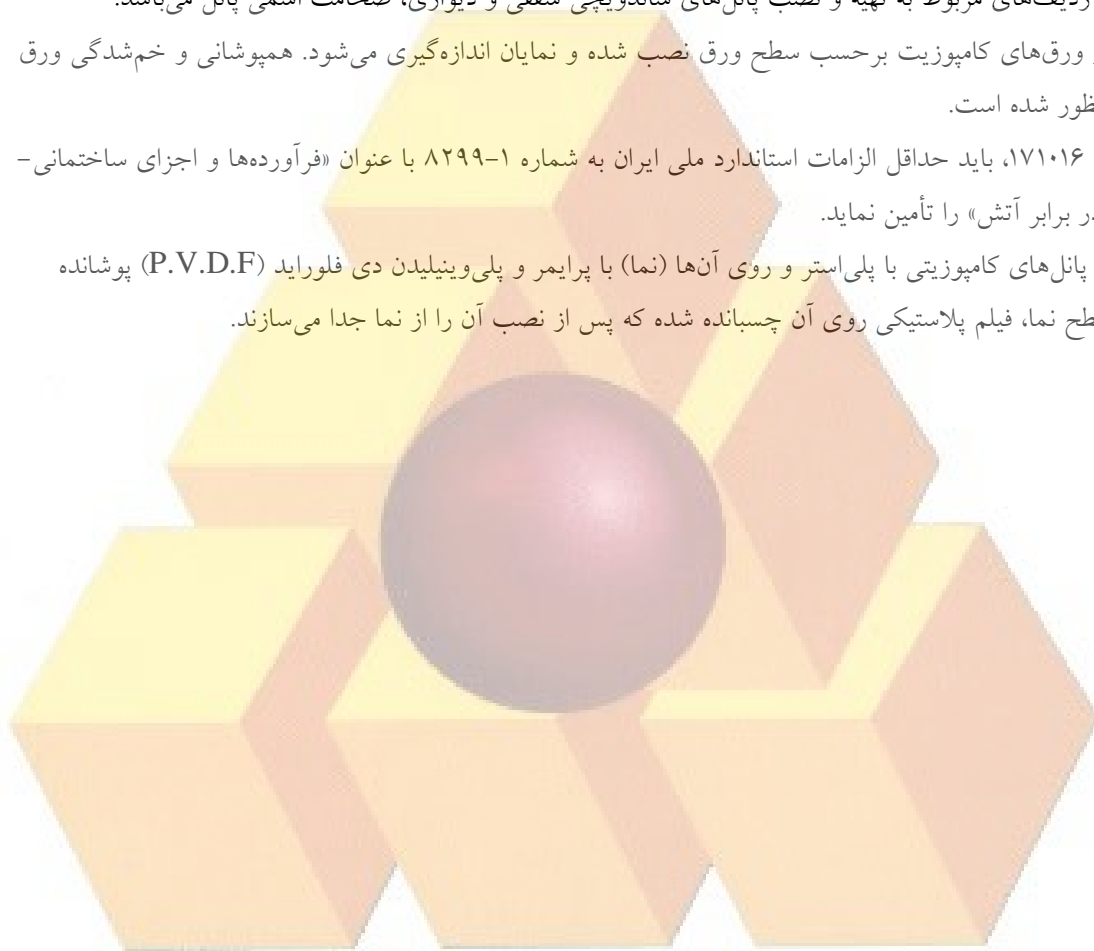 ردیف‌های مربوط به تهیه و نصب پانل‌های ساندویچی سقفی و دیواری، ضخامت اسمی پانل می‌باشد.
ورق‌های کامپوزیت برحسب سطح ورق نصب شده و نمایان اندازه‌گیری می‌شود. همپوشانی و خم‌شدگی ورق
ظور شده است.
۱۷۱۰۱۶، باید حداقل الزامات استاندارد ملی ایران به شماره ۱-۸۲۹۹ با عنوان «فرآورده‌ها و اجزای ساختمانی-
در برابر آتش» را تأمین نماید.
پانل‌های کامپوزیتی با پلی‌استر و روی آن‌ها (نما) با پرایمر و پلی‌وینیلیدن دی فلوراید (P.V.D.F) پوشانده
طح نما، فیلم پلاستیکی روی آن چسبانده شده که پس از نصب آن را از نما جدا می‌سازند.